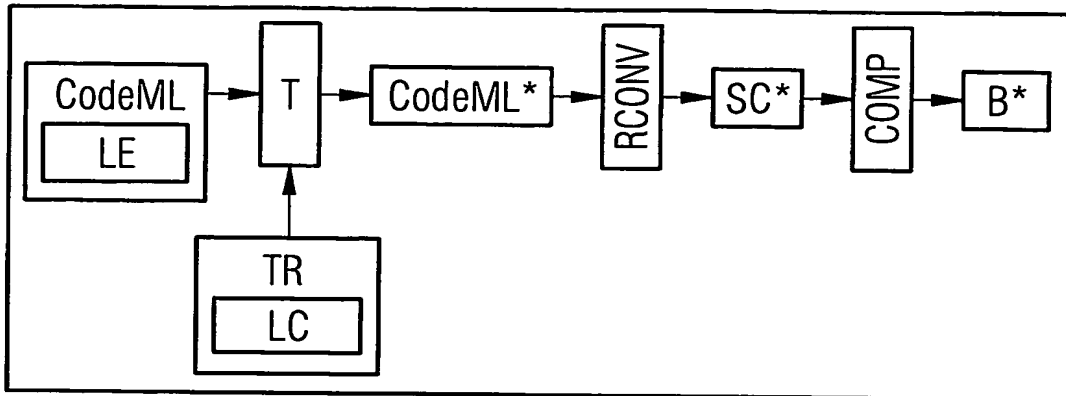 CodeML
LE
T
CodeML*
RCONV
SC*
COMP
B*
TR
LC